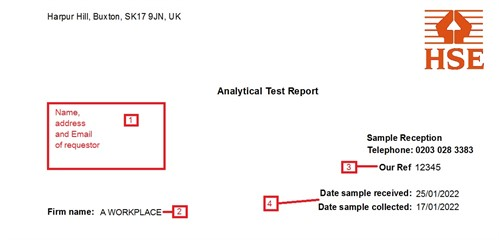 Harpur Hill, Buxton, SK17 9JN, UK
HSE
Analytical Test Report
Name,
address
and Email
of requestor
1
Sample Reception
Telephone: 0203 028 3383
3 Our Ref 12345
4
Date sample received: 25/01/2022
Date sample collected: 17/01/2022
Firm name: A WORKPLACE 2